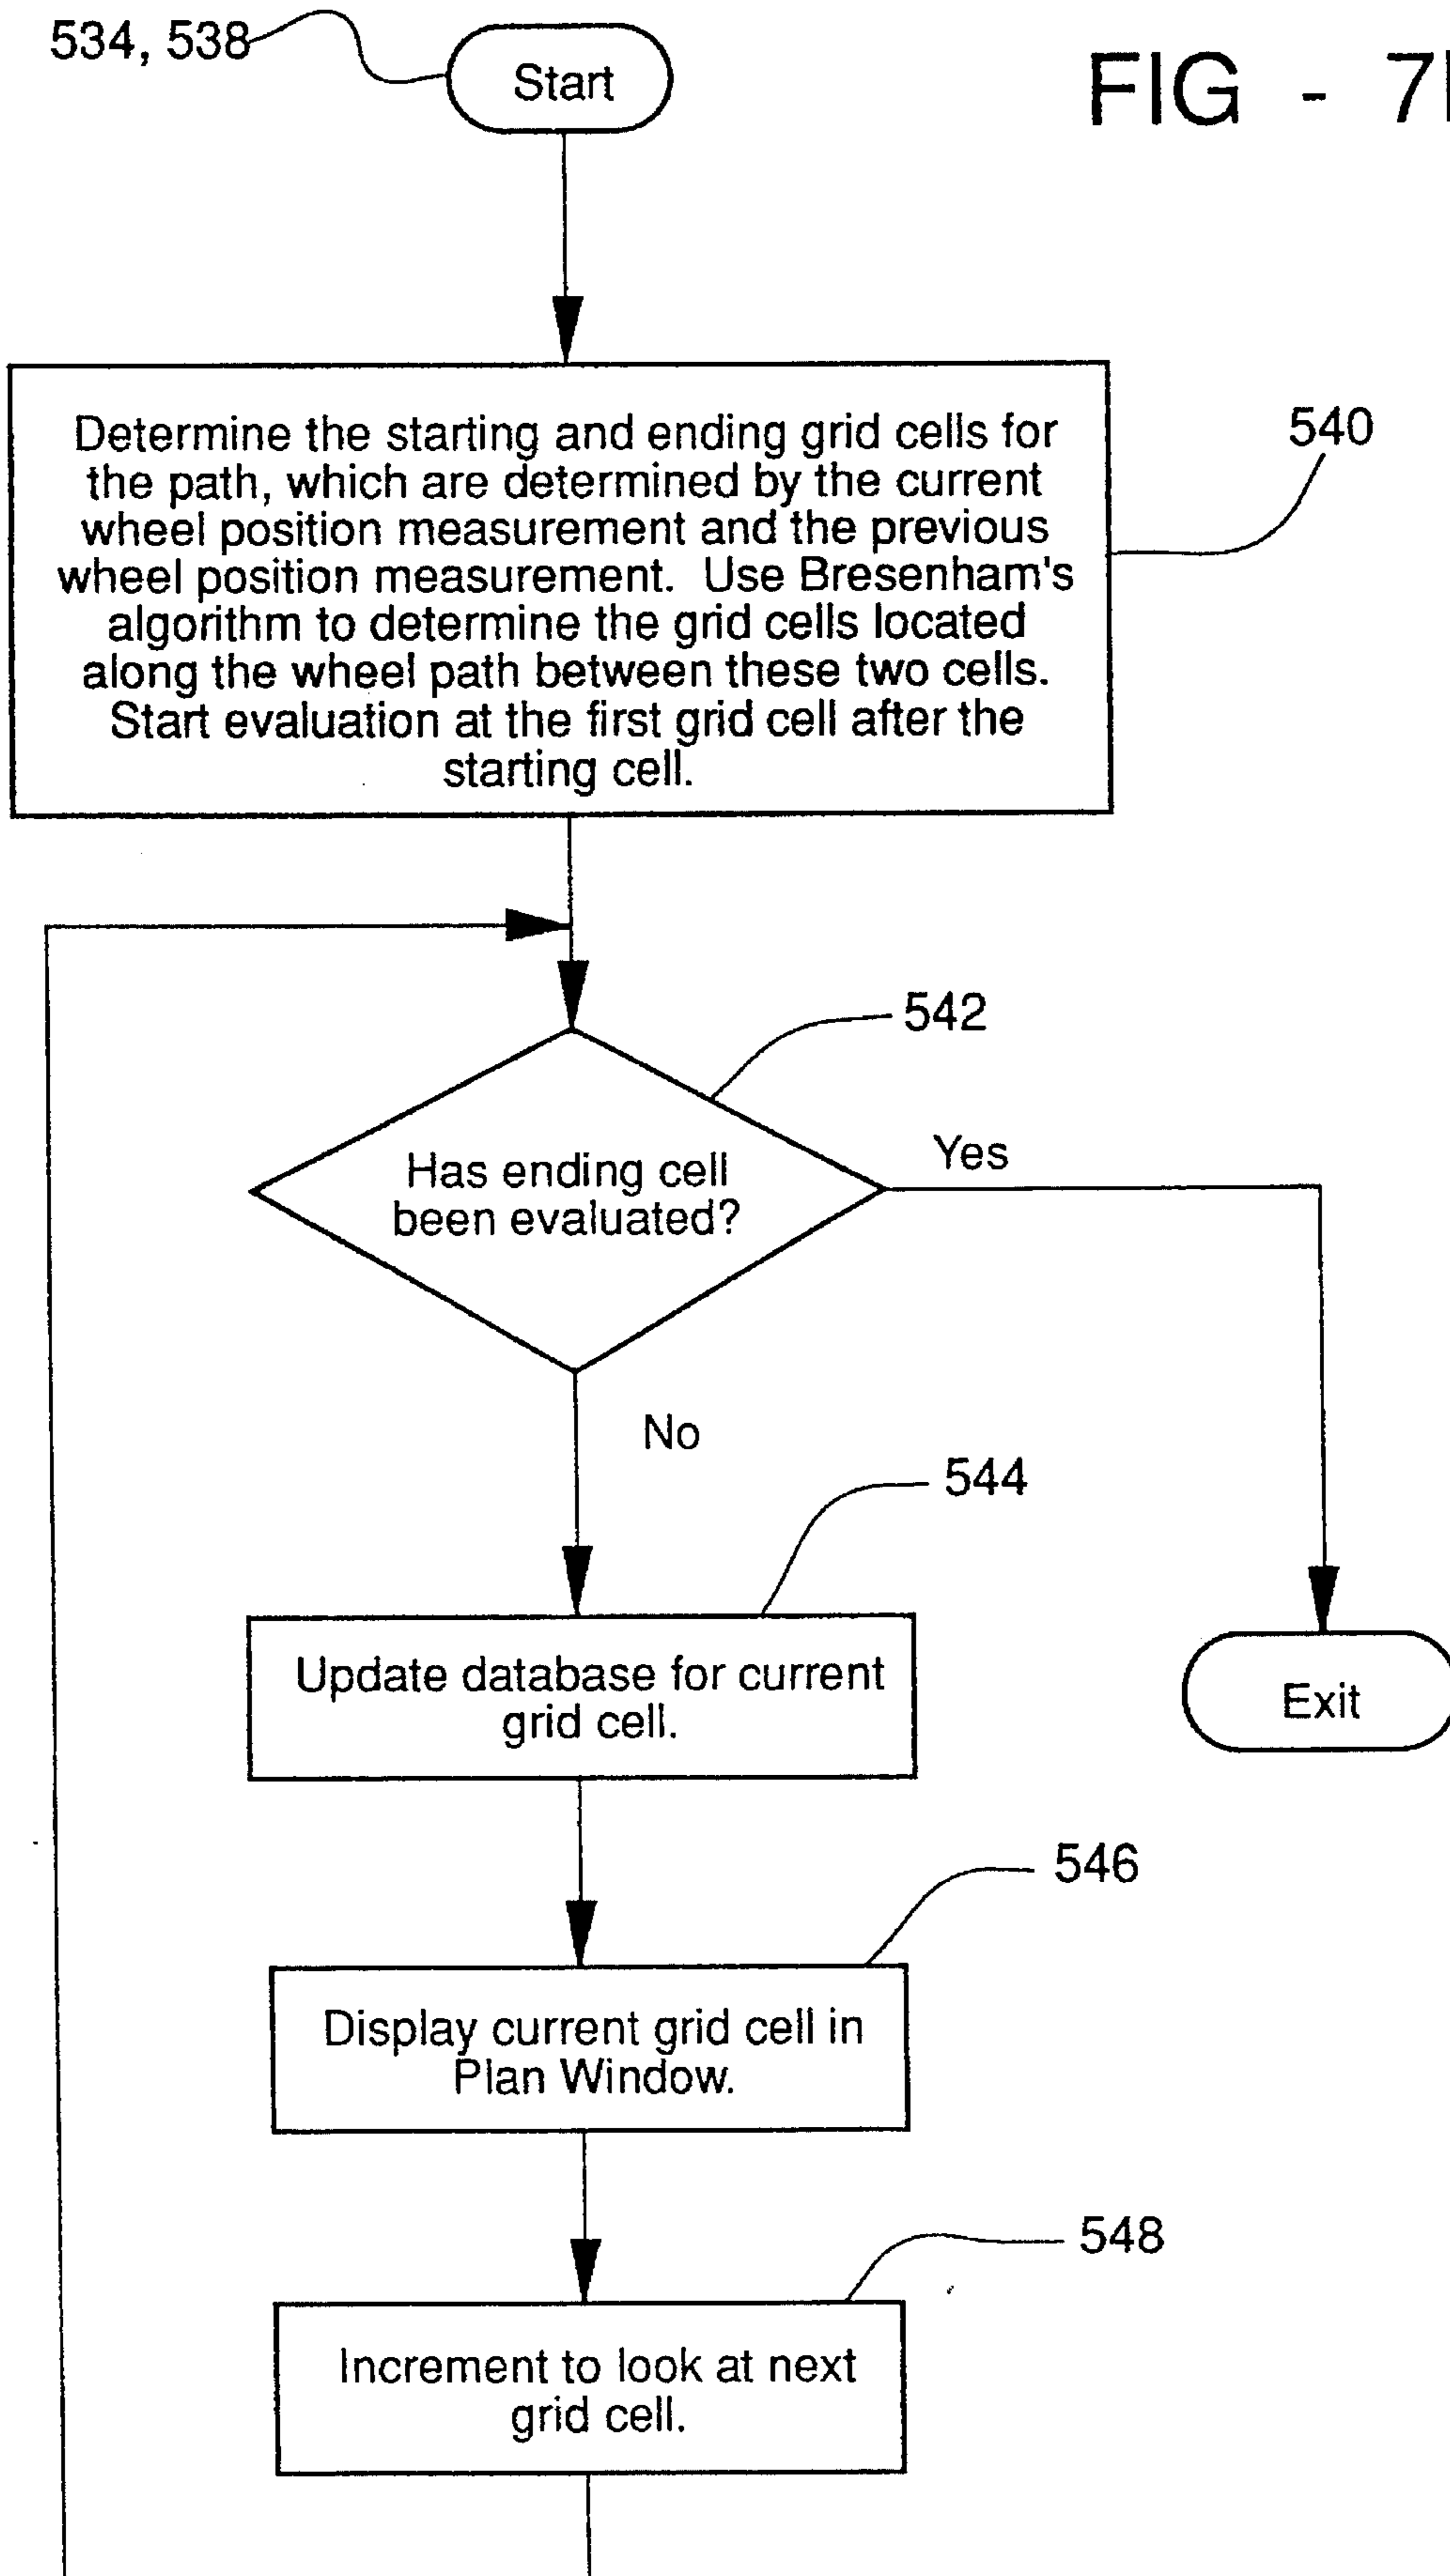 534, 538
Start
FIG - 7
Determine the starting and ending grid cells for
the path, which are determined by the current
wheel position measurement and the previous
wheel position measurement. Use Bresenham's
algorithm to determine the grid cells located
along the wheel path between these two cells.
Start evaluation at the first grid cell after the
starting cell.
540
542
Has ending cell
been evaluated?
Yes
No
544
Update database for current
grid cell.
Exit
546
Display current grid cell in
Plan Window.
548
Increment to look at next
grid cell.